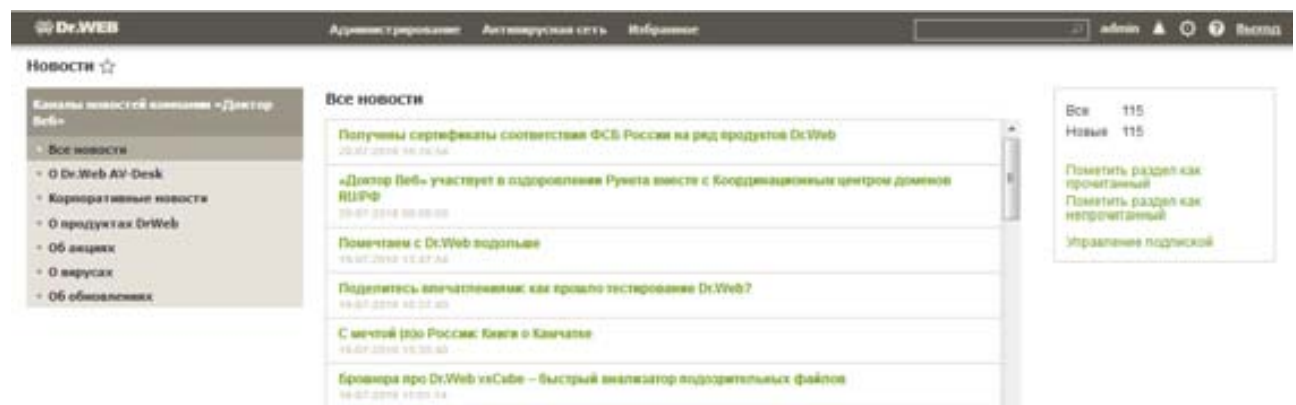 Dr.WEB
Администрирование Антивирусная сеть Избранное
admin Выход
Новости
Каналы новостей компании «Доктор
Веб»
Все новости
О Dr.Web AV-Desk
Корпоративные новости
О продуктах DrWeb
Об акциях
О вирусах
Об обновлениях
Все новости
Получены сертификаты соответствия ФСБ России на ряд продуктов Dr.Web
«Доктор Веб» участвует в оздоровлении Рунета вместе с Координационным центром доменов
RU/РФ
Помечтаем с Dr.Web подольше
Поделитесь впечатлениями: как прошло тестирование Dr.Web?
С мечтой (п)о России: Книги о Камчатке
Брошюра про Dr.Web vxCube – быстрый анализатор подозрительных файлов
Все 115
Новые 115
Пометить раздел как
прочитанный
Пометить раздел как
непрочитанный
Управление подпиской